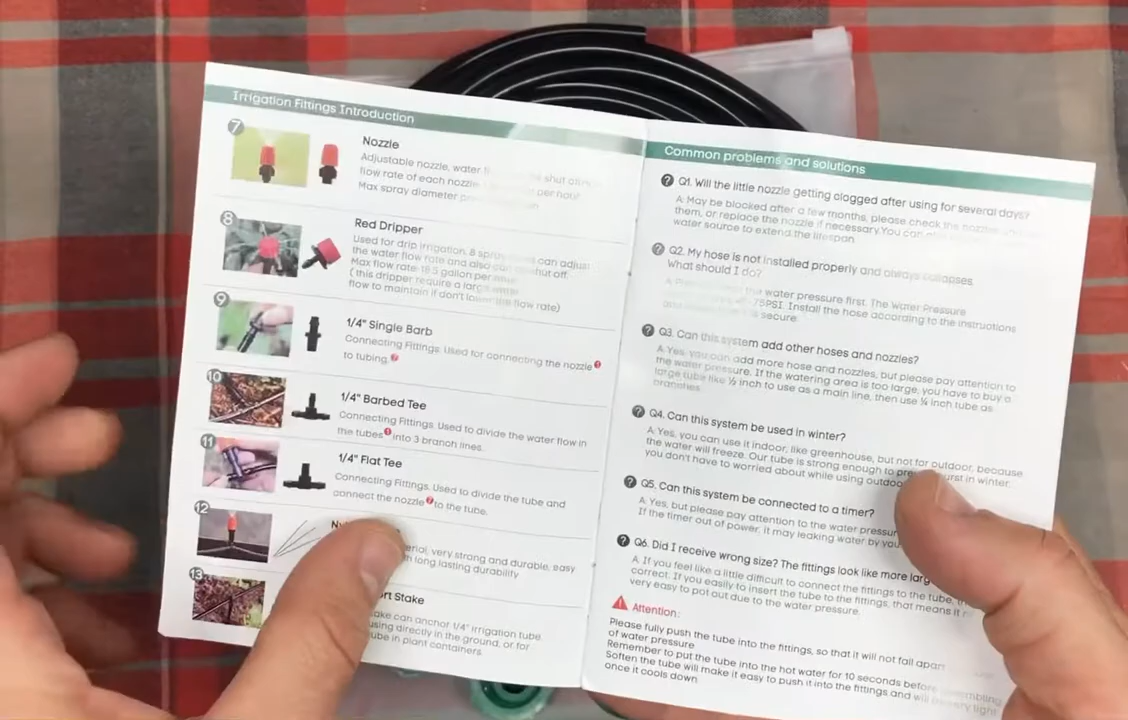 Irrigation Fittings Introduction
7
Nozzle
Adjustable nozzle, water shut
flow rate of each nozzle per hour
Max spray diameter
8
Red Dripper
Used for drip irrigation. 8 can adjust
the water flow rate and also shut off.
Max flow rate: gallon per
( this dripper require a large
flow to maintain if don't lower the flow rate)
9
1/4" Single Barb
Connecting Fittings. Used for connecting the nozzle
to tubing.
10
1/4" Barbed Tee
Connecting Fittings. Used to divide the water flow in
the tubes into 3 branch lines.
11
1/4" Flat Tee
Connecting Fittings. Used to divide the tube and
connect the nozzle to the tube.
12
very strong and durable, easy
long lasting durability
13
Stake
can anchor 1/4" irrigation tube
using directly in the ground, or for
in plant containers.
Common problems and solutions
? Q1. Will the little nozzle getting clogged after using for several days?
A: May be blocked after a few months, please check the nozzle
them, or replace the nozzle if necessary. You can
water source to extend the lifespan.
? Q2. My hose is not installed properly and always collapses.
What should I do?
the water pressure first. The Water Pressure
75PSI. Install the hose according to the instructions
secure.
? Q3. Can this system add other hoses and nozzles?
A: Yes, you can add more hose and nozzles, but please pay attention to
the water pressure. If the watering area is too large, you have to buy a
large tube like ½ inch to use as a main line, then use ¼ inch tube as
branches.
? Q4. Can this system be used in winter?
A: Yes, you can use it indoor, like greenhouse, but not for outdoor, because
the water will freeze. Our tube is strong enough to in winter.
you don't have to worried about while using
? Q5. Can this system be connected to a timer?
A: Yes, but please pay attention to the water
If the timer out of power, it may leaking water by
? Q6. Did I receive wrong size? The fittings look like more
A: If you feel like a little difficult to connect the fittings to the tube,
correct. If you easily to insert the tube to the fittings, that means it
very easy to pot out due to the water pressure.
Attention:
Please fully push the tube into the fittings, so that it will not fall apart
of water pressure
Remember to put the tube into the hot water for 10 seconds before assembling
Soften the tube will make it easy to push it into the fittings and will
once it cools down